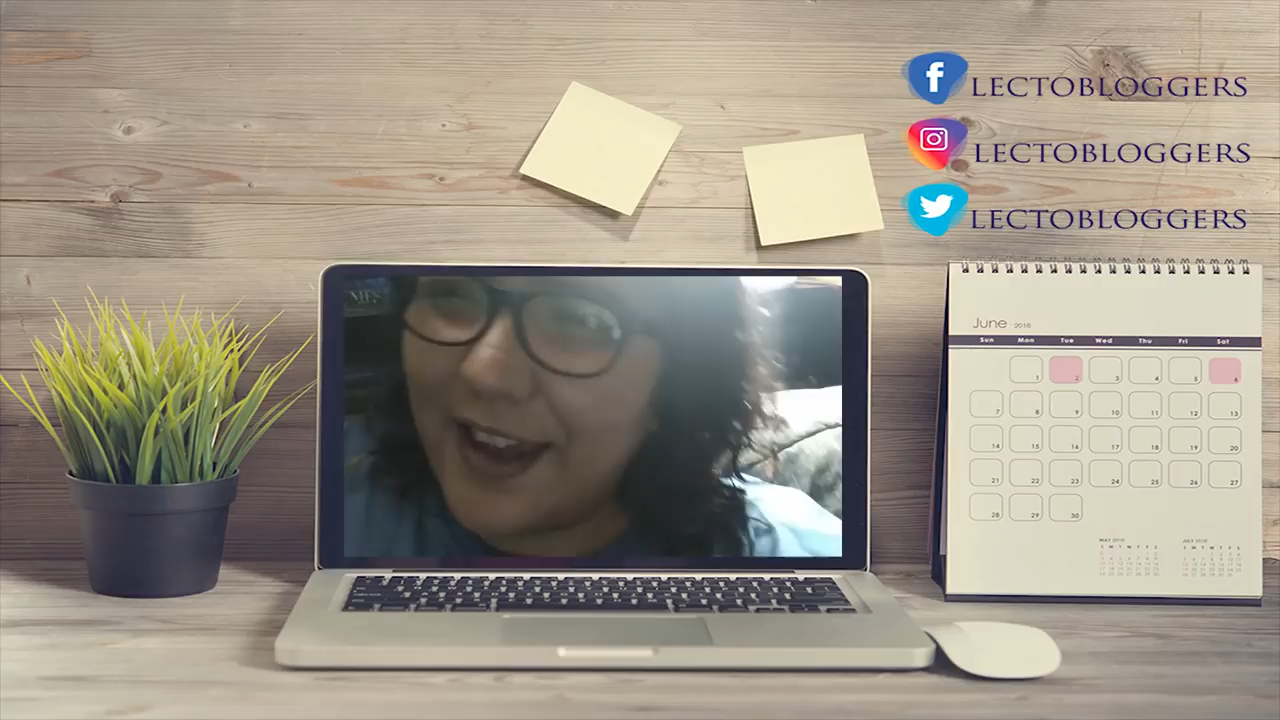 LECTOBLOGGERS
LECTOBLOGGERS
LECTOBLOGGERS
June 2016
Sun Mon Tue Wed Thu Fri Sat
1 2 3 4 5 6
7 8 9 10 11 12 13
14 15 16 17 18 19 20
21 22 23 24 25 26 27
28 29 30